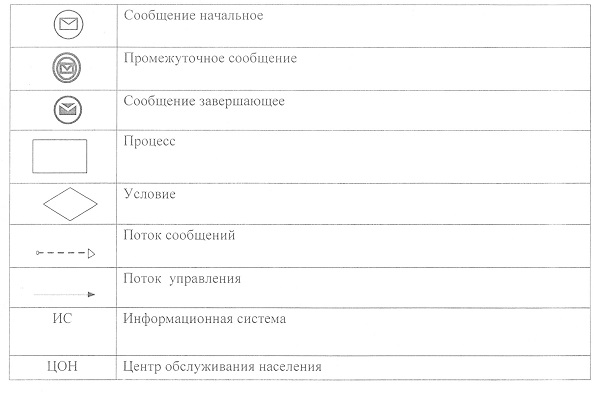 Сообщение начальное
Промежуточное сообщение
Сообщение завершающее
Процесс
Условие
Поток сообщений
Поток управления
ИС Информационная система
ЦОН Центр обслуживания населения